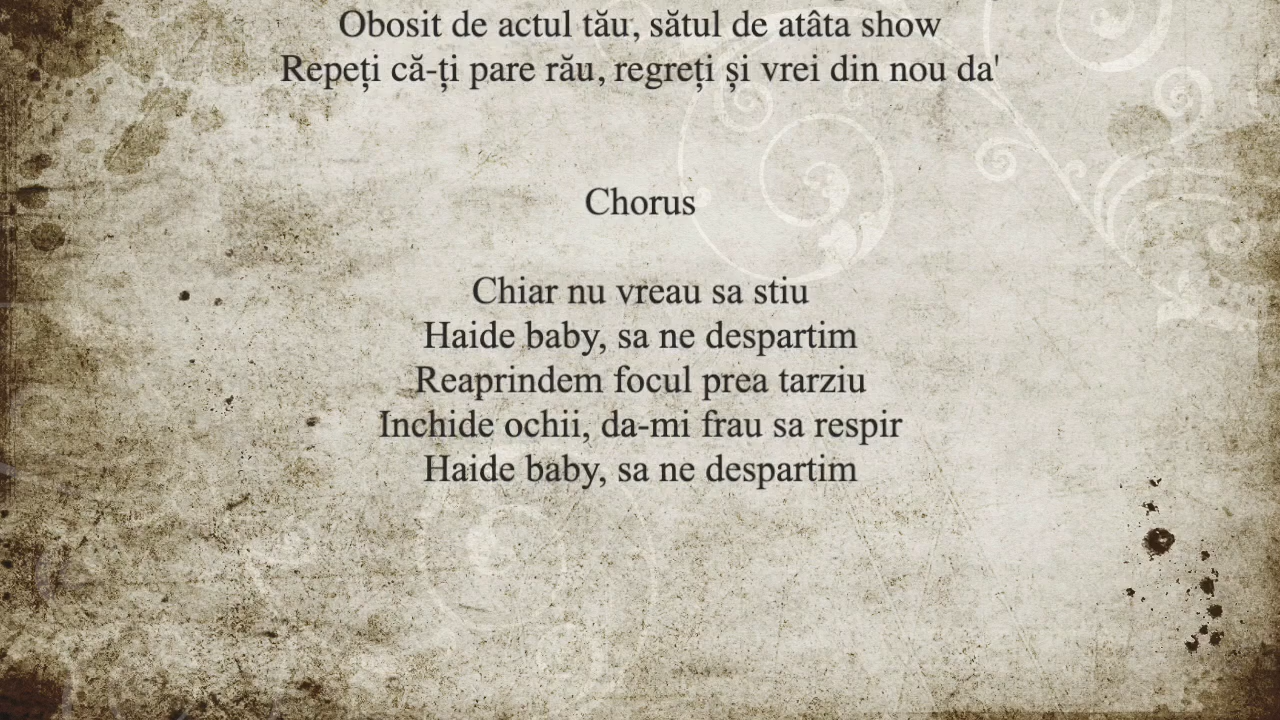 Obosit de actul tău, sătul de atâta show
Repeți că-ți pare rău, regreți și vrei din nou da'
Chorus
Chiar nu vreau sa stiu
Haide baby, sa ne despartim
Reaprindem focul prea tarziu
Inchide ochii, da-mi frau sa respir
Haide baby, sa ne despartim